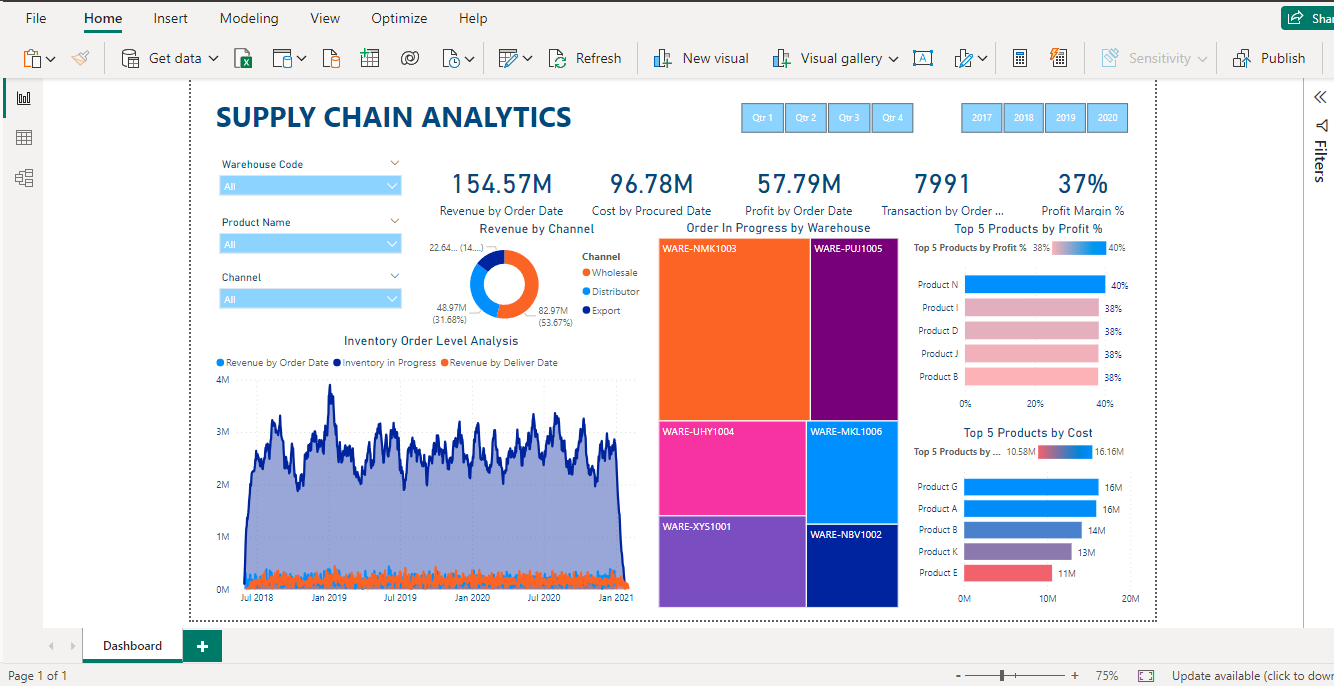 File Home Insert Modeling View Optimize Help
Share
Get data Refresh New visual Visual gallery Sensitivity Publish
SUPPLY CHAIN ANALYTICS
Qtr 1 Qtr 2 Qtr 3 Qtr 4 2017 2018 2019 2020
Filters
Warehouse Code
All
Product Name
All
Channel
All
154.57M 96.78M 57.79M 7991 37%
Revenue by Order Date Cost by Procured Date Profit by Order Date Transaction by Order ... Profit Margin %
Revenue by Channel
22.64... (14...)
48.97M
(31.68%)
82.97M
(53.67%)
Channel
Wholesale
Distributor
Export
Inventory Order Level Analysis
Revenue by Order Date Inventory in Progress Revenue by Deliver Date
4M
3M
2M
1M
0M
Jul 2018 Jan 2019 Jul 2019 Jan 2020 Jul 2020 Jan 2021
Order In Progress by Warehouse
WARE-NMK1003 WARE-PUJ1005
WARE-UHY1004 WARE-MKL1006
WARE-XYS1001
WARE-NBV1002
Top 5 Products by Profit %
Top 5 Products by Profit % 38% 40%
Product N 40%
Product I 38%
Product D 38%
Product J 38%
Product B 38%
0% 20% 40%
Top 5 Products by Cost
Top 5 Products by ... 10.58M 16.16M
Product G 16M
Product A 16M
Product B 14M
Product K 13M
Product E 11M
0M 10M 20M
Dashboard
Page 1 of 1
- + 75% Update available (click to